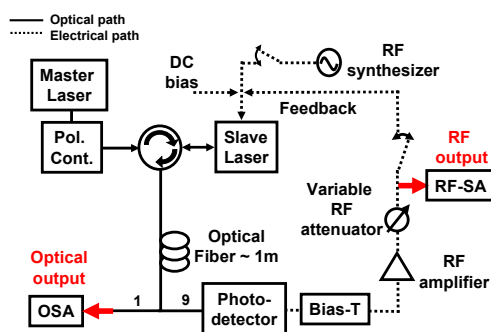 Optical path
Electrical path
Master
Laser
Pol.
Cont.
DC
bias
RF
synthesizer
Feedback
Slave
Laser
RF
output
RF-SA
Variable
RF
attenuator
Optical
Fiber ~ 1m
Optical
output
OSA
1
9
Photo-
detector
Bias-T
RF
amplifier